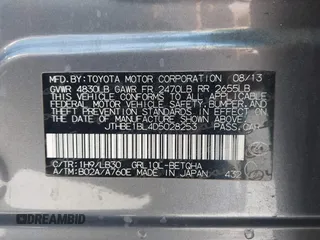 MFD. BY: TOYOTA MOTOR CORPORATION 08/13
GVWR 4830LB GAWR FR 2470LB RR 2655LB
THIS VEHICLE CONFORMS TO ALL APPLICABLE
FEDERAL MOTOR VEHICLE SAFETY, BUMPER, AND
THEFT PREVENTION STANDARDS IN EFFECT ON
THE DATE OF MANUFACTURE SHOWN ABOVE.
JTHBE1BL4D5028253 PASS. CAR
C/TR: 1H9/LB30 GRL10L-BETQHA
A/TM: B02A/A760E MADE IN JAPAN 432
DREAMBID